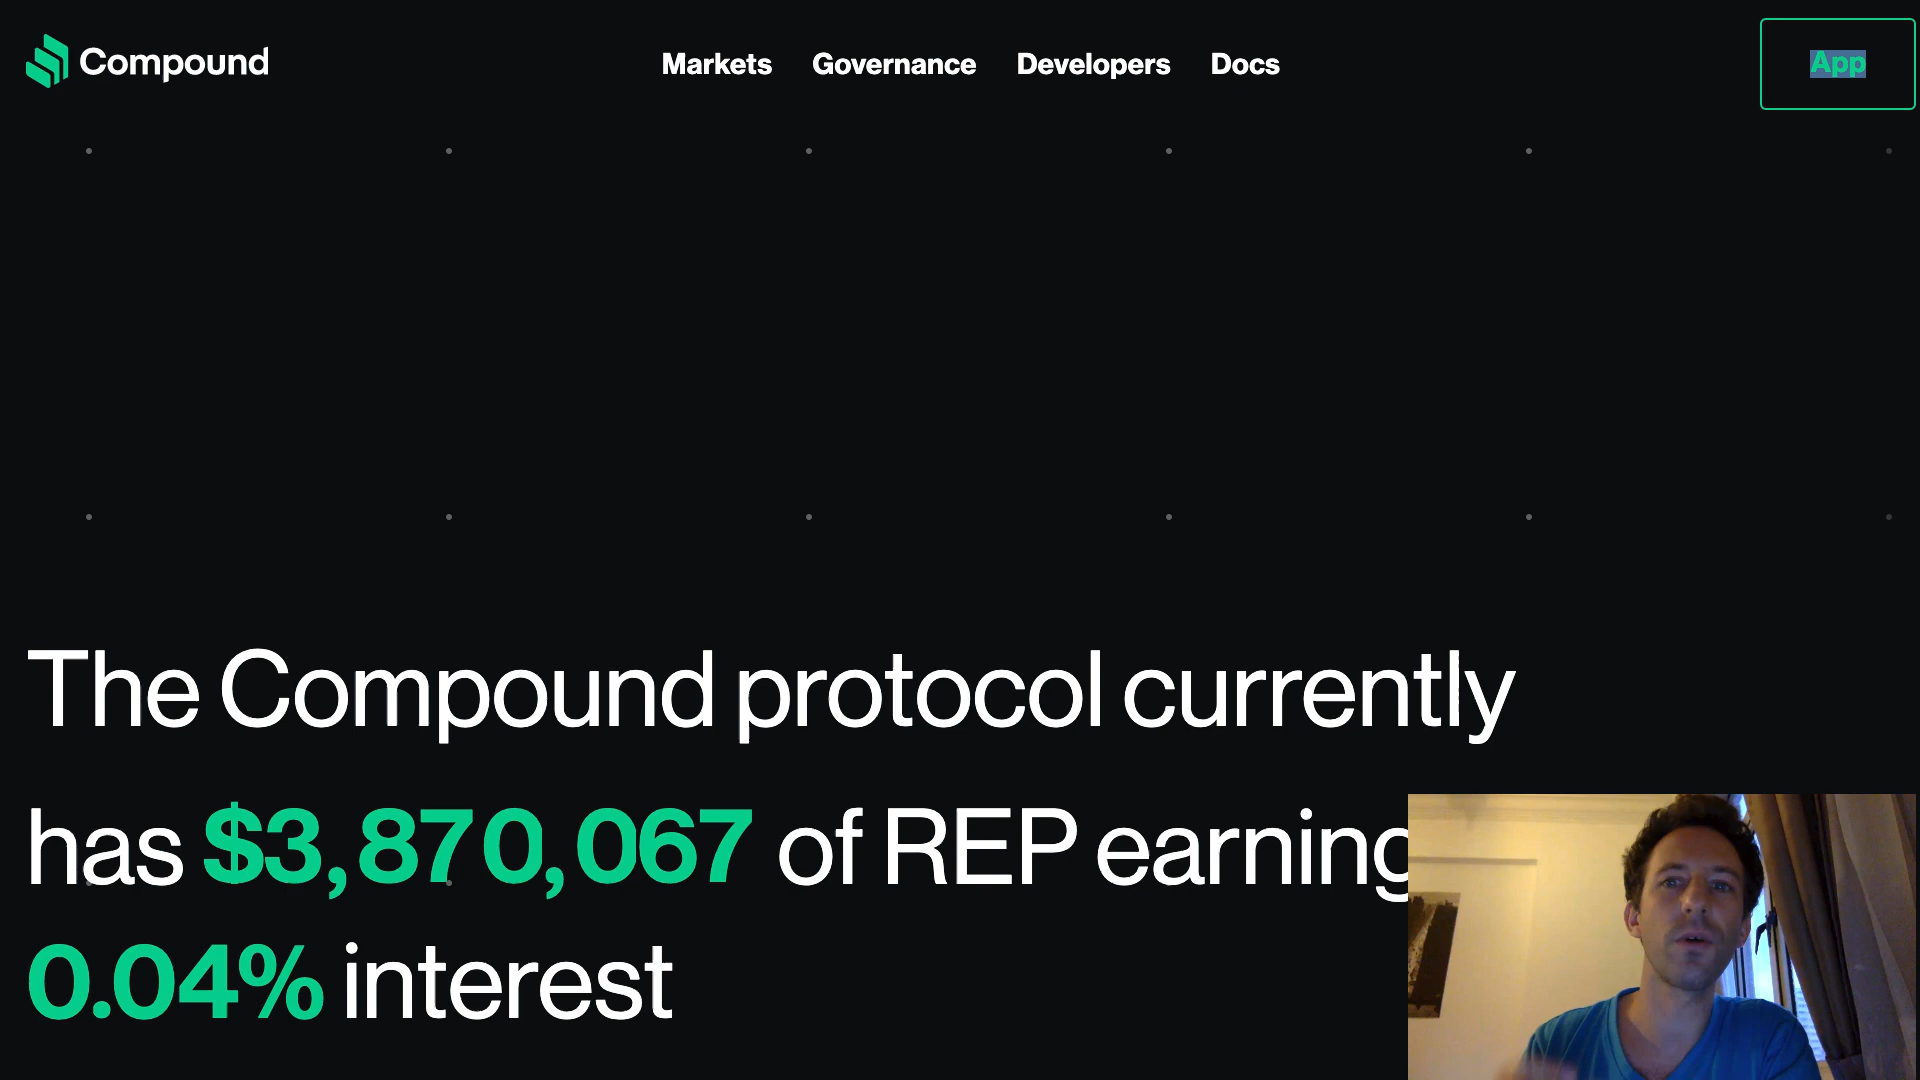 Compound
Markets Governance Developers Docs
App
The Compound protocol currently
has $3,870,067 of REP earning
0.04% interest